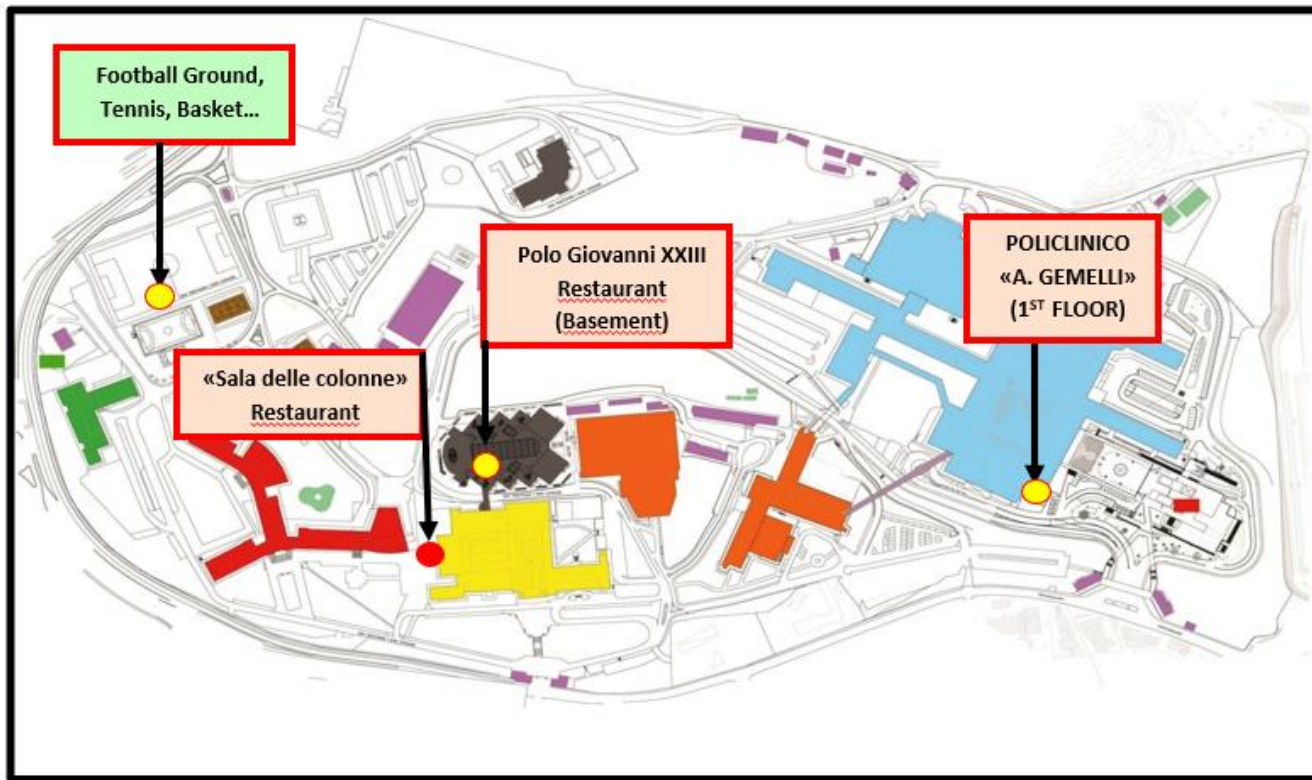 Football Ground,
Tennis, Basket...
Polo Giovanni XXIII
Restaurant
(Basement)
POLICLINICO
«A. GEMELLI»
(1ST FLOOR)
«Sala delle colonne»
Restaurant